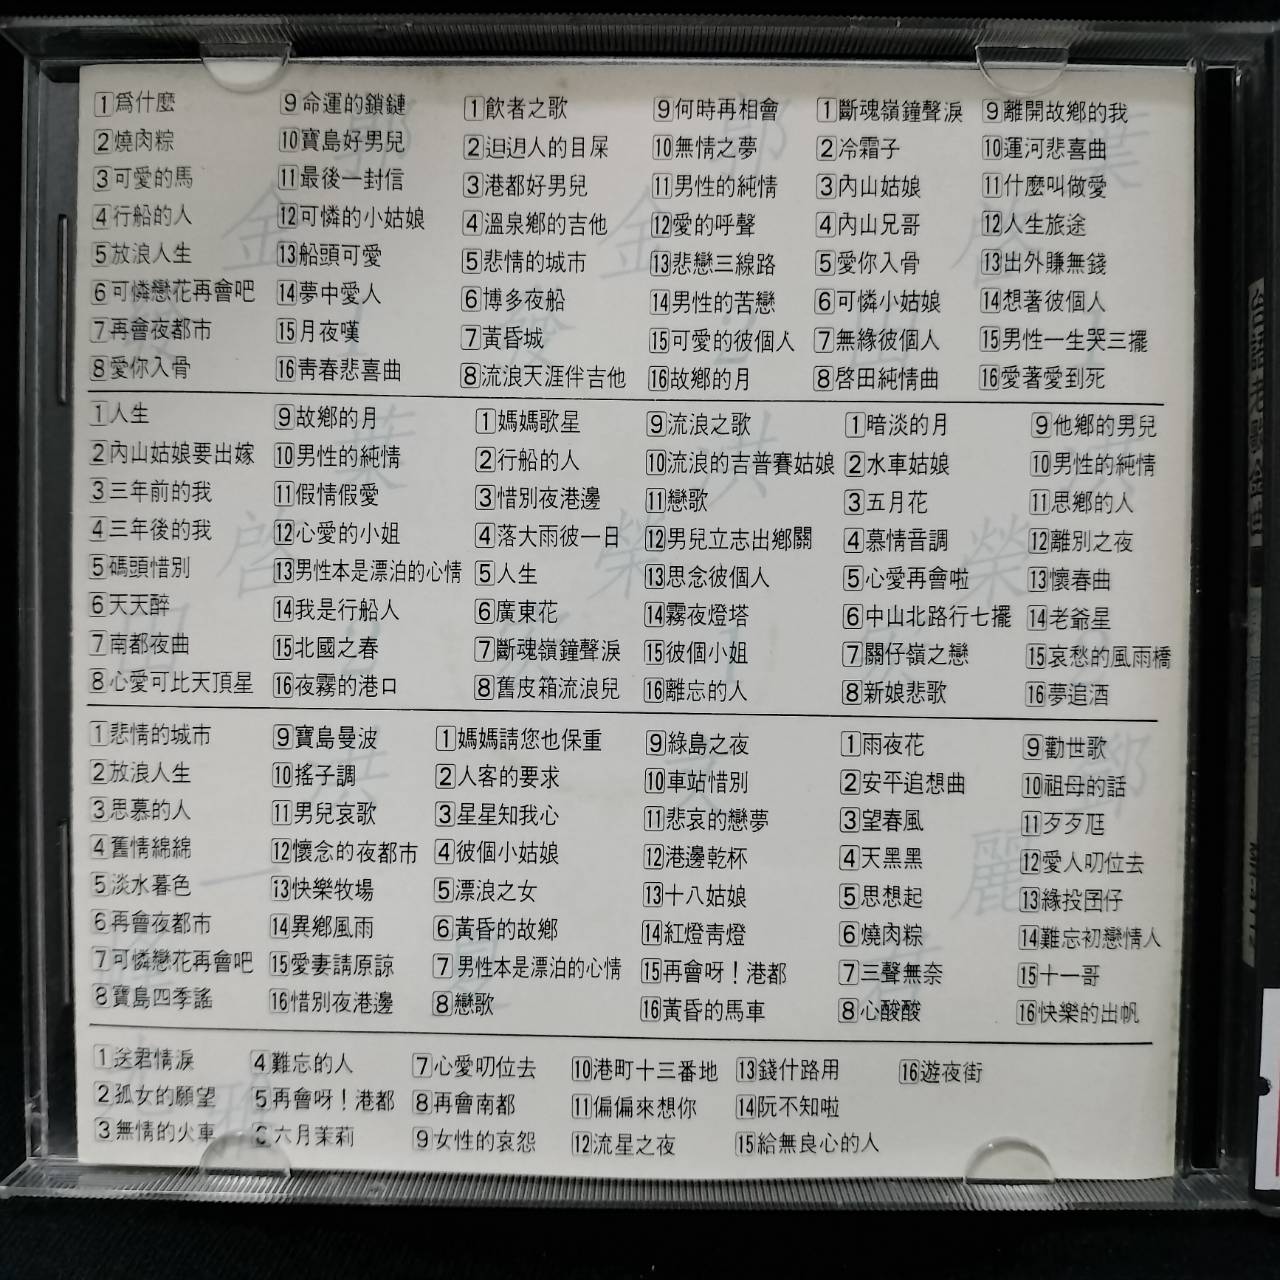 1爲什麼
2燒肉粽
3可愛的馬
4行船的人
5放浪人生
6可憐戀花再會吧
7再會夜都市
8愛你入骨
9命運的鎖鏈
10寶島好男兒
11最後一封信
12可憐的小姑娘
13船頭可愛
14夢中愛人
15月夜嘆
16青春悲喜曲
1飲者之歌
2𨑨迌人的目屎
3港都好男兒
4溫泉鄉的吉他
5悲情的城市
6博多夜船
7黃昏城
8流浪天涯伴吉他
9何時再相會
10無情之夢
11男性的純情
12愛的呼聲
13悲戀三線路
14男性的苦戀
15可愛的彼個人
16故鄉的月
1斷魂嶺鐘聲淚
2冷霜子
3內山姑娘
4內山兄哥
5愛你入骨
6可憐小姑娘
7無緣彼個人
8啓田純情曲
9離開故鄉的我
10運河悲喜曲
11什麼叫做愛
12人生旅途
13出外賺無錢
14想著彼個人
15男性一生哭三擺
16愛著愛到死
1人生
2內山姑娘要出嫁
3三年前的我
4三年後的我
5碼頭惜別
6天天醉
7南都夜曲
8心愛可比天頂星
9故鄉的月
10男性的純情
11假情假愛
12心愛的小姐
13男性本是漂泊的心情
14我是行船人
15北國之春
16夜霧的港口
1媽媽歌星
2行船的人
3惜別夜港邊
4落大雨彼一日
5人生
6廣東花
7斷魂嶺鐘聲淚
8舊皮箱流浪兒
9流浪之歌
10流浪的吉普賽姑娘
11戀歌
12男兒立志出鄉關
13思念彼個人
14霧夜燈塔
15彼個小姐
16離忘的人
1暗淡的月
2水車姑娘
3五月花
4慕情音調
5心愛再會啦
6中山北路行七擺
7關仔嶺之戀
8新娘悲歌
9他鄉的男兒
10男性的純情
11思鄉的人
12離別之夜
13懷春曲
14老爺星
15哀愁的風雨橋
16夢追酒
1悲情的城市
2放浪人生
3思慕的人
4舊情綿綿
5淡水暮色
6再會夜都市
7可憐戀花再會吧
8寶島四季謠
9寶島曼波
10搖子調
11男兒哀歌
12懷念的夜都市
13快樂牧場
14異鄉風雨
15愛妻請原諒
16惜別夜港邊
1媽媽請您也保重
2人客的要求
3星星知我心
4彼個小姑娘
5漂浪之女
6黃昏的故鄉
7男性本是漂泊的心情
8戀歌
9綠島之夜
10車站惜別
11悲哀的戀夢
12港邊乾杯
13十八姑娘
14紅燈青燈
15再會呀！港都
16黃昏的馬車
1雨夜花
2安平追想曲
3望春風
4天黑黑
5思想起
6燒肉粽
7三聲無奈
8心酸酸
9勸世歌
10祖母的話
11歹歹尪
12愛人叨位去
13緣投囝仔
14難忘初戀情人
15十一哥
16快樂的出帆
1送君情淚
2孤女的願望
3無情的火車
4難忘的人
5再會呀！港都
6六月茉莉
7心愛叨位去
8再會南都
9女性的哀怨
10港町十三番地
11偏偏來想你
12流星之夜
13錢什路用
14阮不知啦
15給無良心的人
16遊夜街